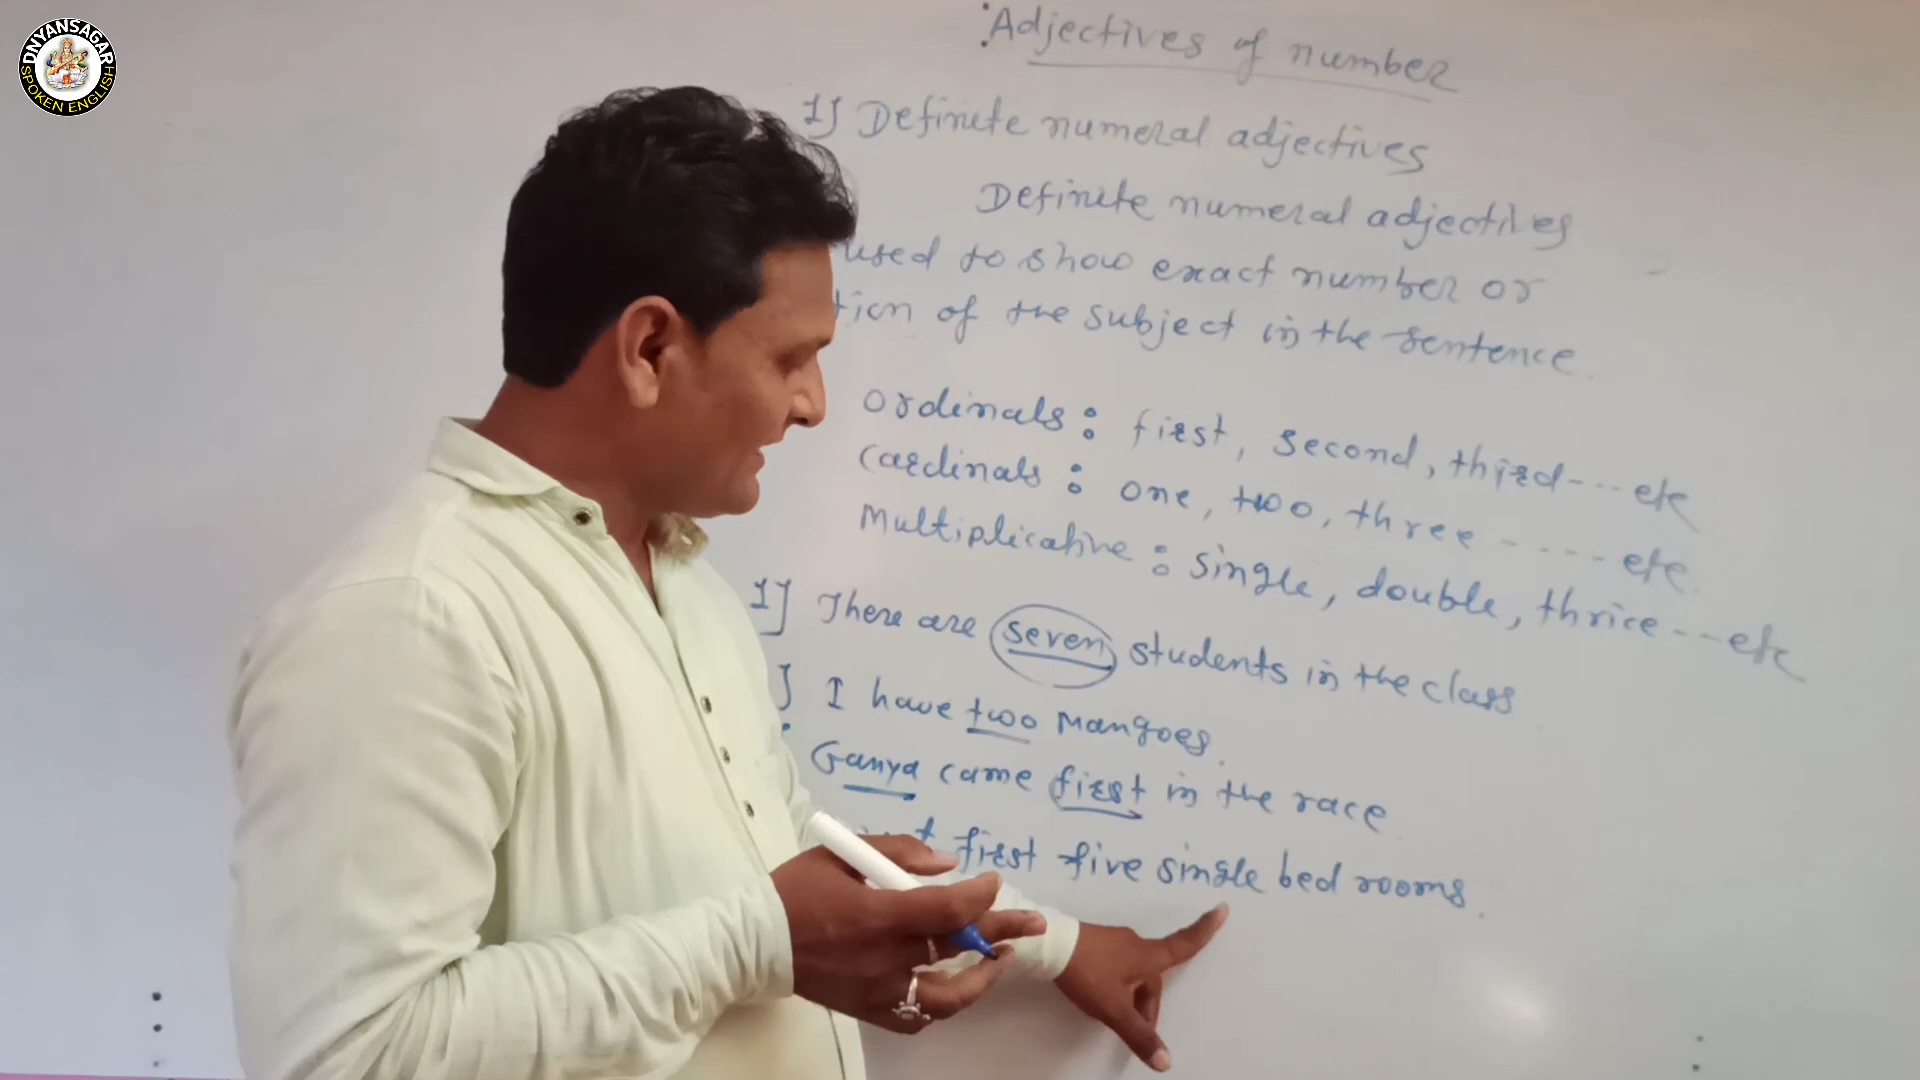 DNYANSAGAR
SPOKEN ENGLISH
Adjectives of number
1] Definite numeral adjectives
Definite numeral adjectives
used to show exact number or
tion of the subject in the sentence
ordinals : first, second, third---etc
cardinals : one, two, three ----- etc.
Multiplicative : single, double, thrice---etc
1] There are seven students in the class
] I have two Mangoes.
Ganya came first in the race
first five single bed rooms.